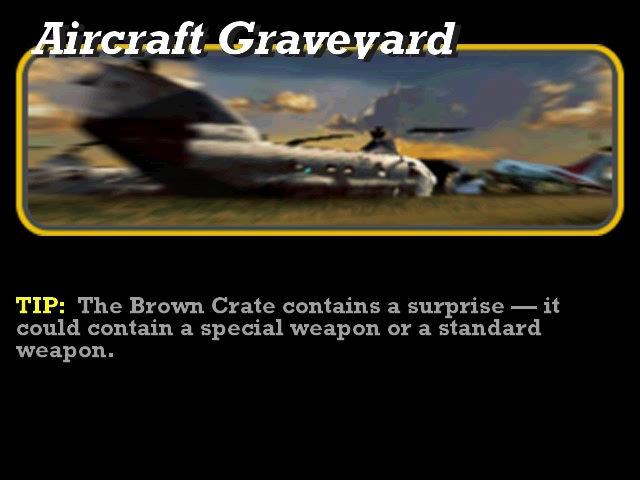 Aircraft Graveyard
TIP: The Brown Crate contains a surprise — it
could contain a special weapon or a standard
weapon.